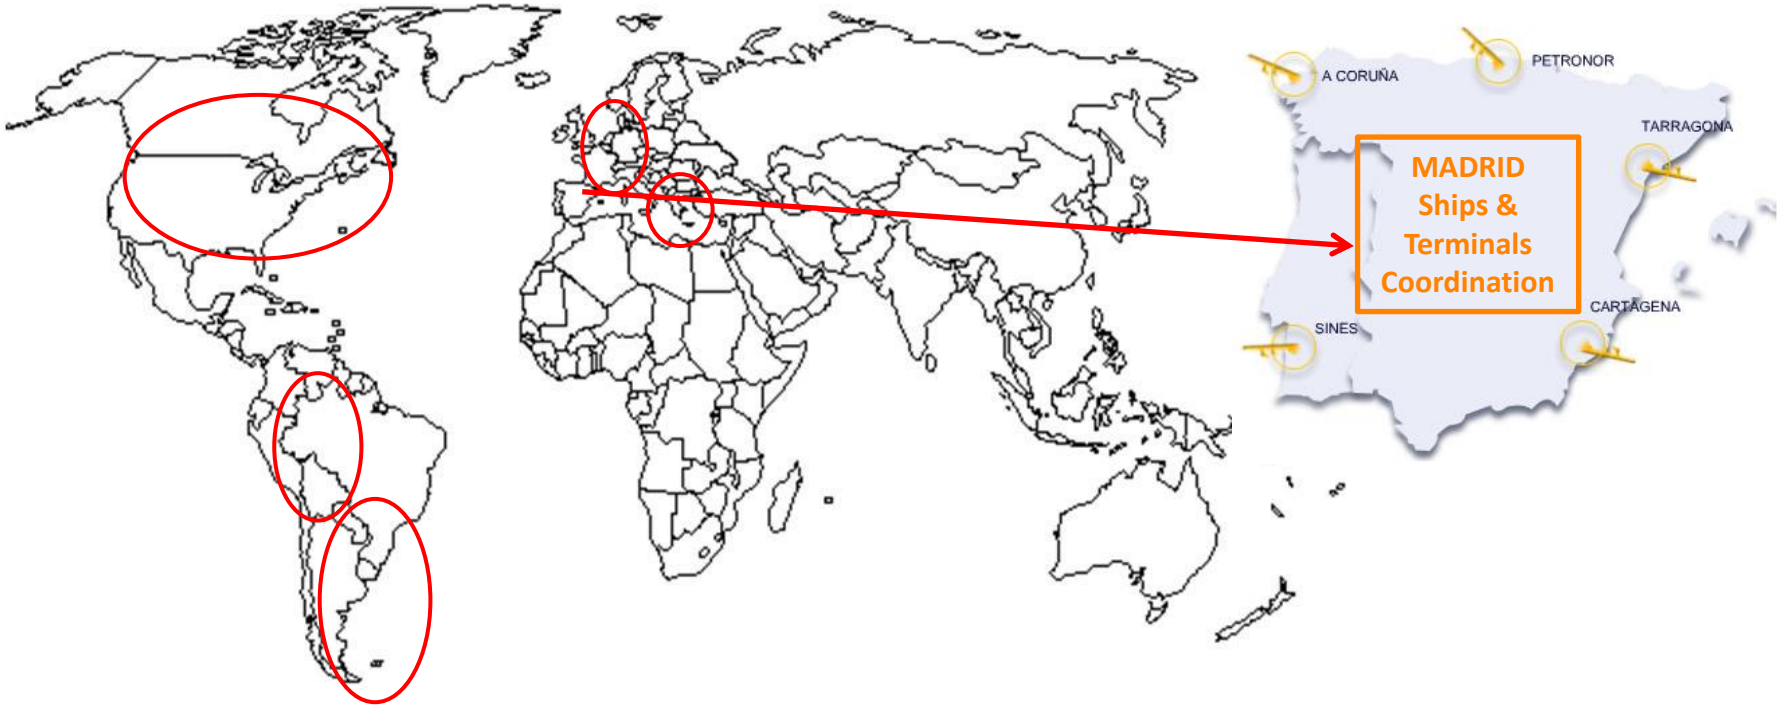 PETRONOR
A CORUÑA
TARRAGONA
MADRID
Ships &
Terminals
Coordination
CARTAGENA
SINES